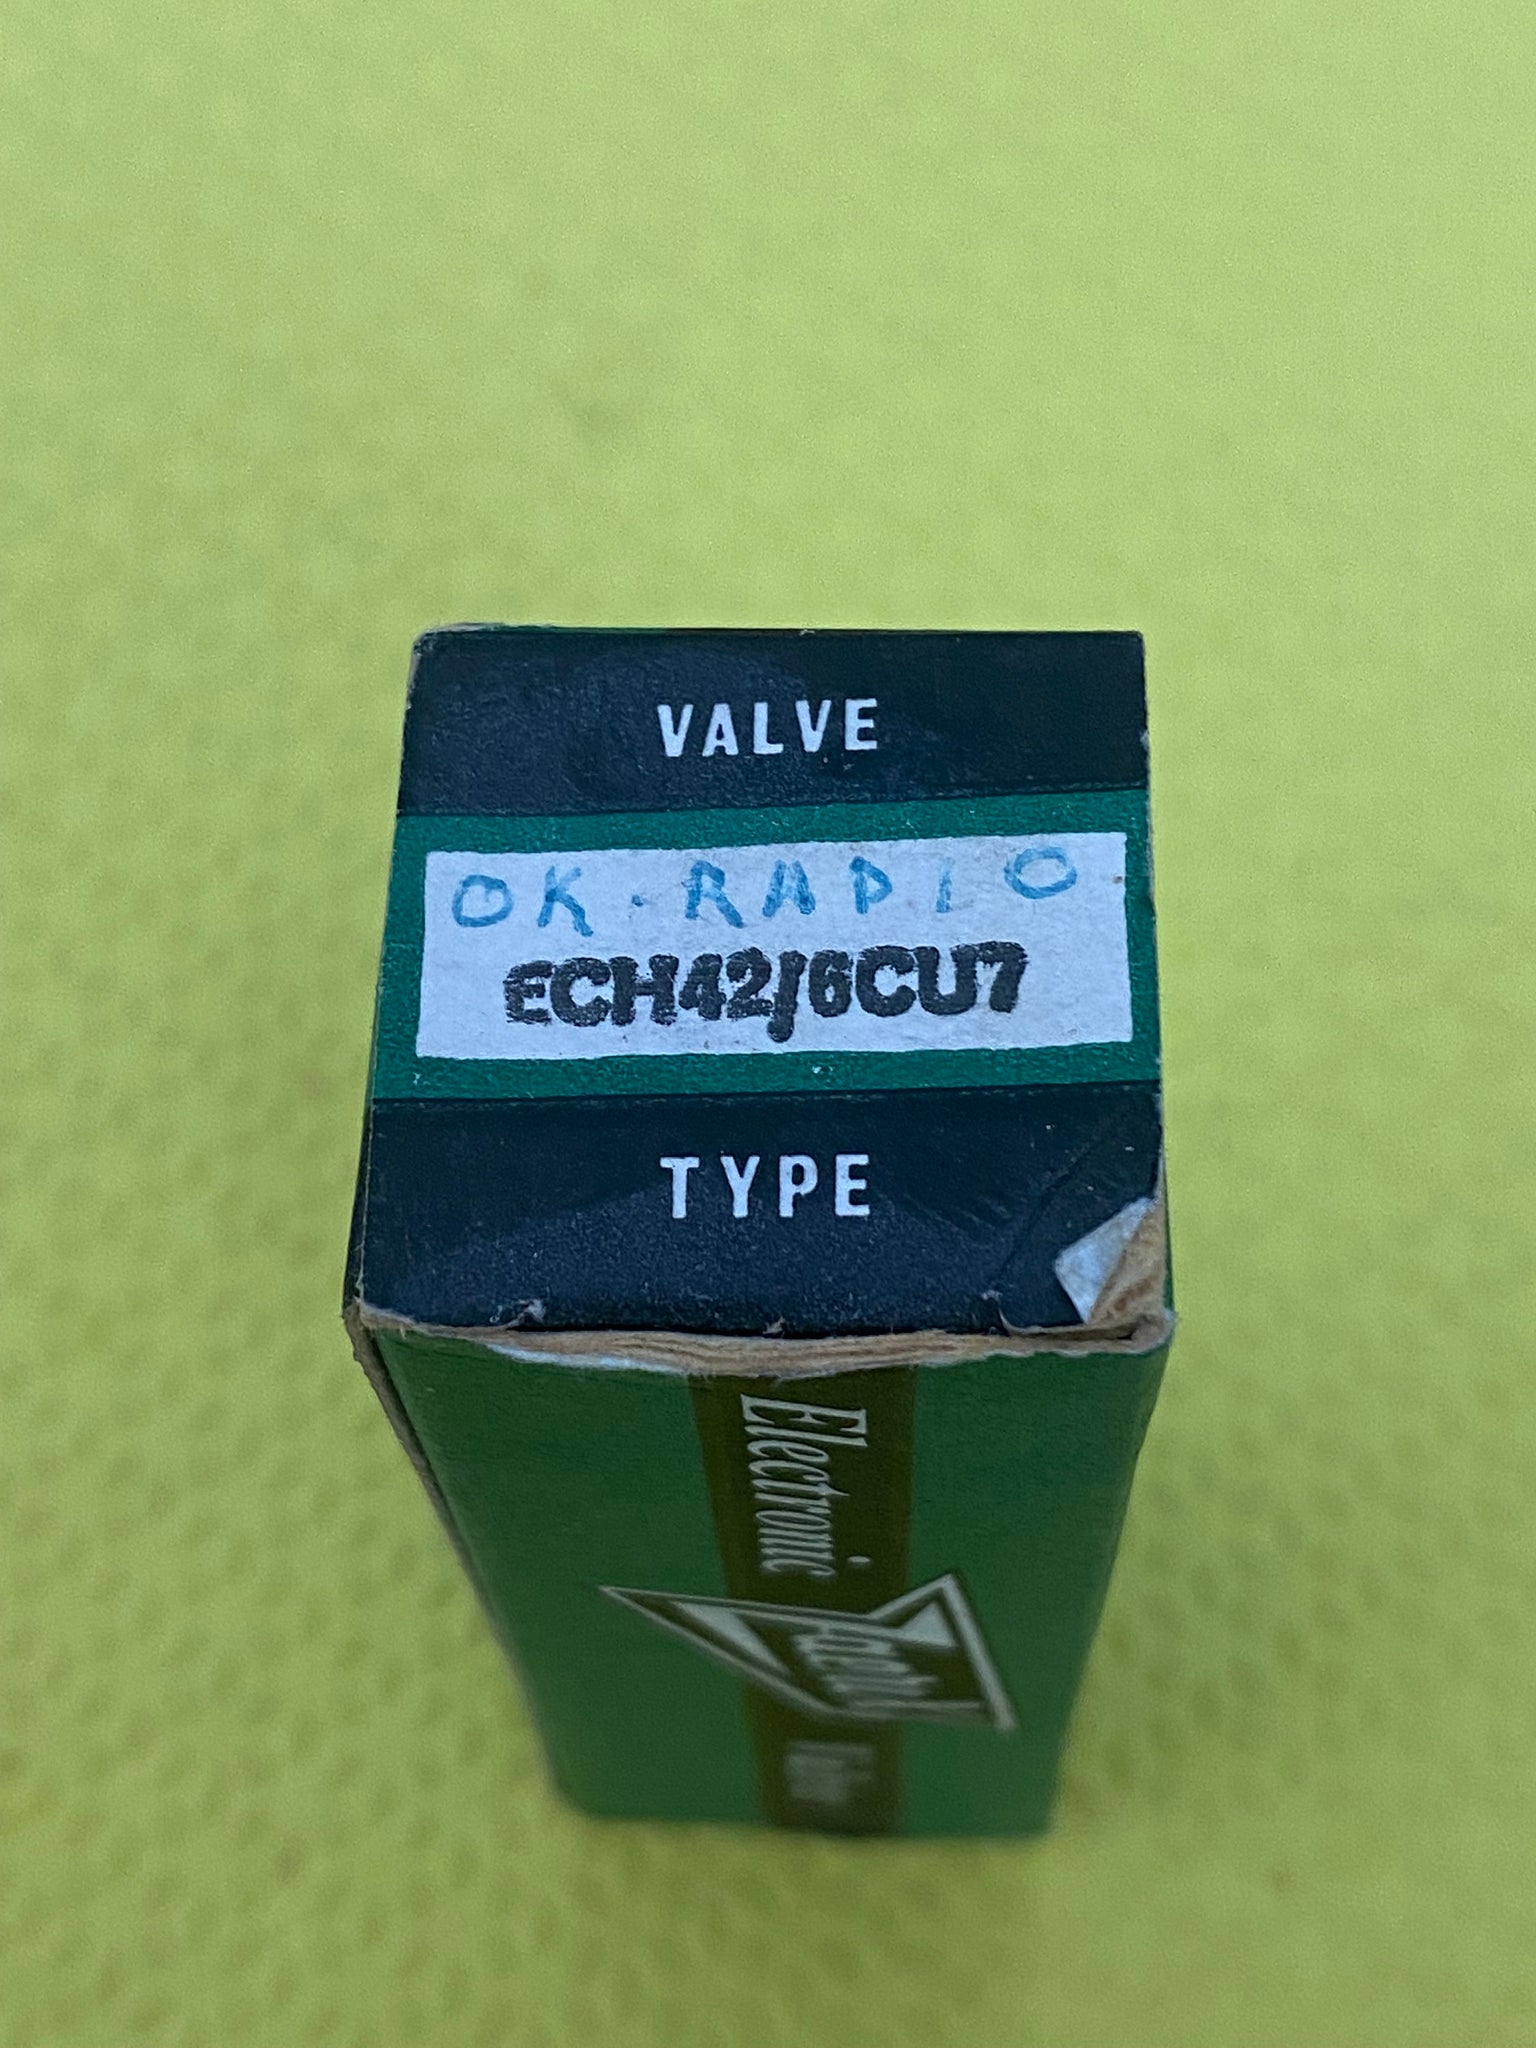 VALVE
OK. RADIO
ECH42/6CU7
TYPE
Electronic